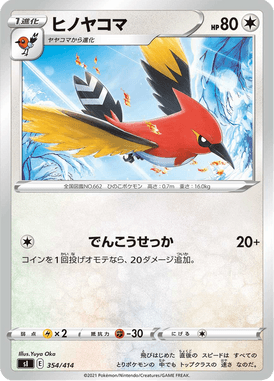 1進化
ヒノヤコマ
HP80
ヤヤコマから進化
全国図鑑NO.662 ひのこポケモン 高さ:0.7m 重さ:16.0kg
でんこうせっか 20+
コインを1回投げオモテなら、20ダメージ追加。
弱点 ×2 抵抗力 -30 にげる
Illus.Yuya Oka
sI E 354/414
飛びはじめた 直後の スピードは すべての
とりポケモンの 中でも トップクラスの 速さ だ。
©2021 Pokémon/Nintendo/Creatures/GAME FREAK.